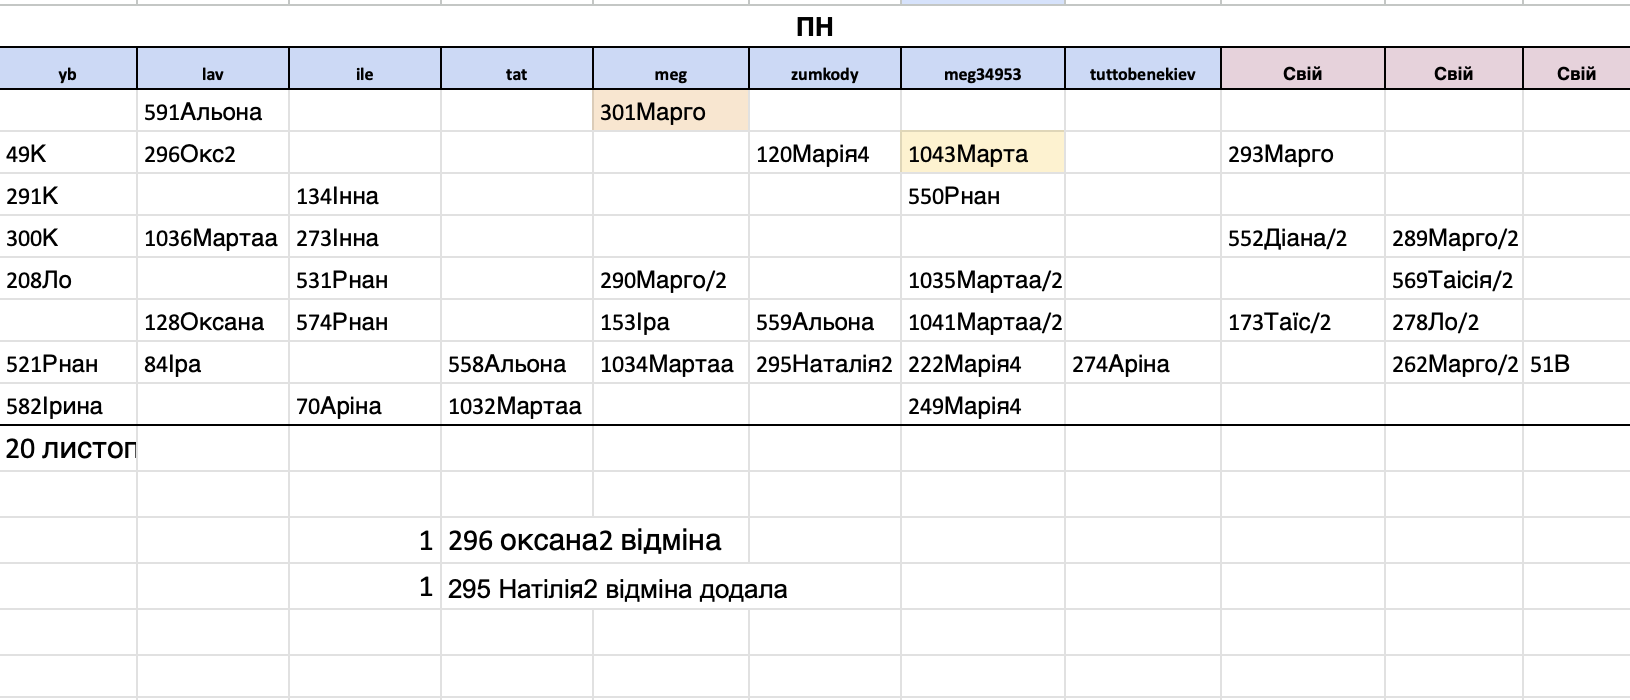 ПН
yb lav ile tat meg zumkody meg34953 tuttobenekiev Свій Свій Свій
591Альона 301Марго
49К 296Окс2 120Марія4 1043Марта 293Марго
291К 134Інна 550Рнан
300К 1036Мартаа 273Інна 552Діана/2 289Марго/2
208Ло 531Рнан 290Марго/2 1035Мартаа/2 569Таісія/2
128Оксана 574Рнан 153Іра 559Альона 1041Мартаа/2 173Таїс/2 278Ло/2
521Рнан 84Іра 558Альона 1034Мартаа 295Наталія2 222Марія4 274Аріна 262Марго/2 51В
582Ірина 70Аріна 1032Мартаа 249Марія4
20 листоп
1 296 оксана2 відміна
1 295 Натілія2 відміна додала